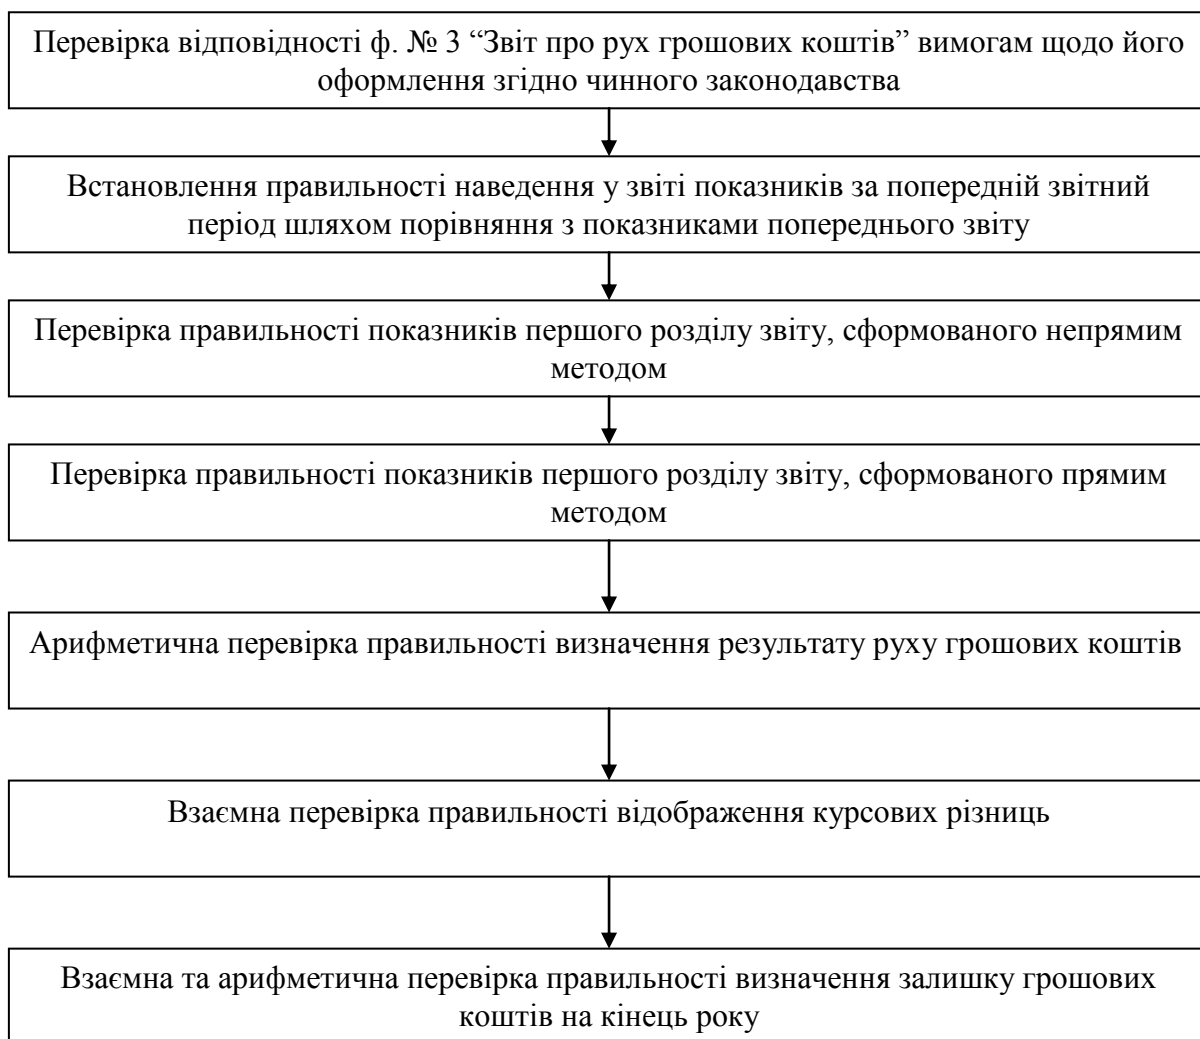 Перевірка відповідності ф. № 3 “Звіт про рух грошових коштів” вимогам щодо його
оформлення згідно чинного законодавства
Встановлення правильності наведення у звіті показників за попередній звітний
період шляхом порівняння з показниками попереднього звіту
Перевірка правильності показників першого розділу звіту, сформованого непрямим
методом
Перевірка правильності показників першого розділу звіту, сформованого прямим
методом
Арифметична перевірка правильності визначення результату руху грошових коштів
Взаємна перевірка правильності відображення курсових різниць
Взаємна та арифметична перевірка правильності визначення залишку грошових
коштів на кінець року